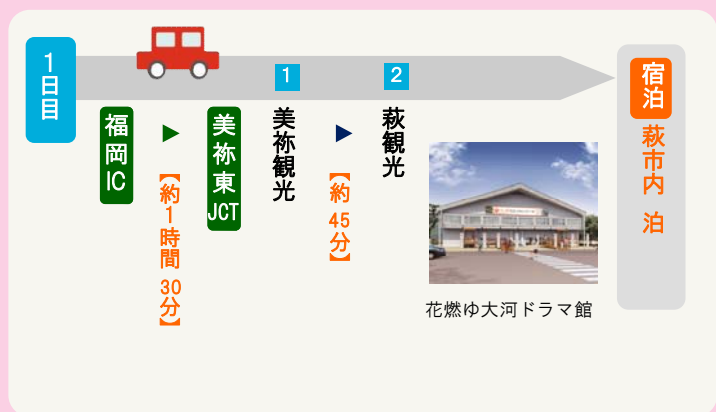 1日目
福岡IC
【約1時間30分】
美祢東JCT
1
美祢観光
【約45分】
2
萩観光
花燃ゆ大河ドラマ館
宿泊
萩市内 泊